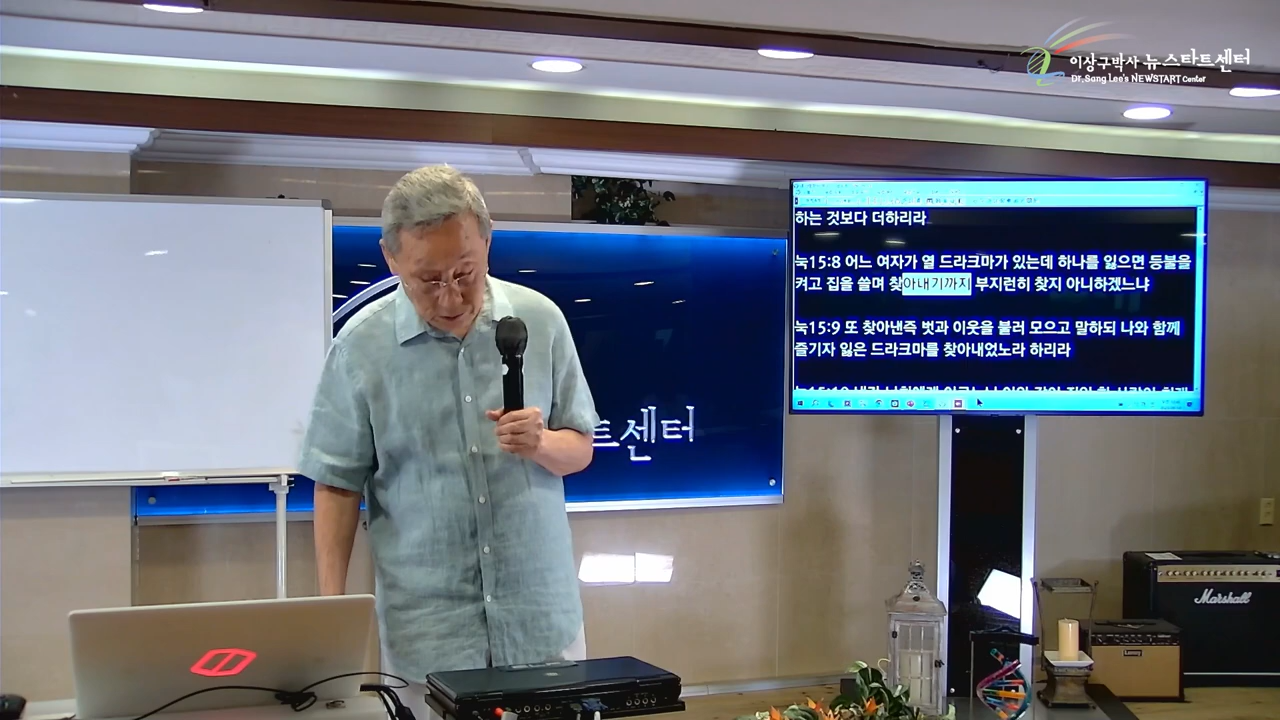 이상구박사 뉴스타트센터
Dr. Sang Lee's NEWSTART Center
하는 것보다 더하리라
눅15:8 어느 여자가 열 드라크마가 있는데 하나를 잃으면 등불을
켜고 집을 쓸며 찾아내기까지 부지런히 찾지 아니하겠느냐
눅15:9 또 찾아낸즉 벗과 이웃을 불러 모으고 말하되 나와 함께
즐기자 잃은 드라크마를 찾아내었노라 하리라
트센터
Marshall
Laney